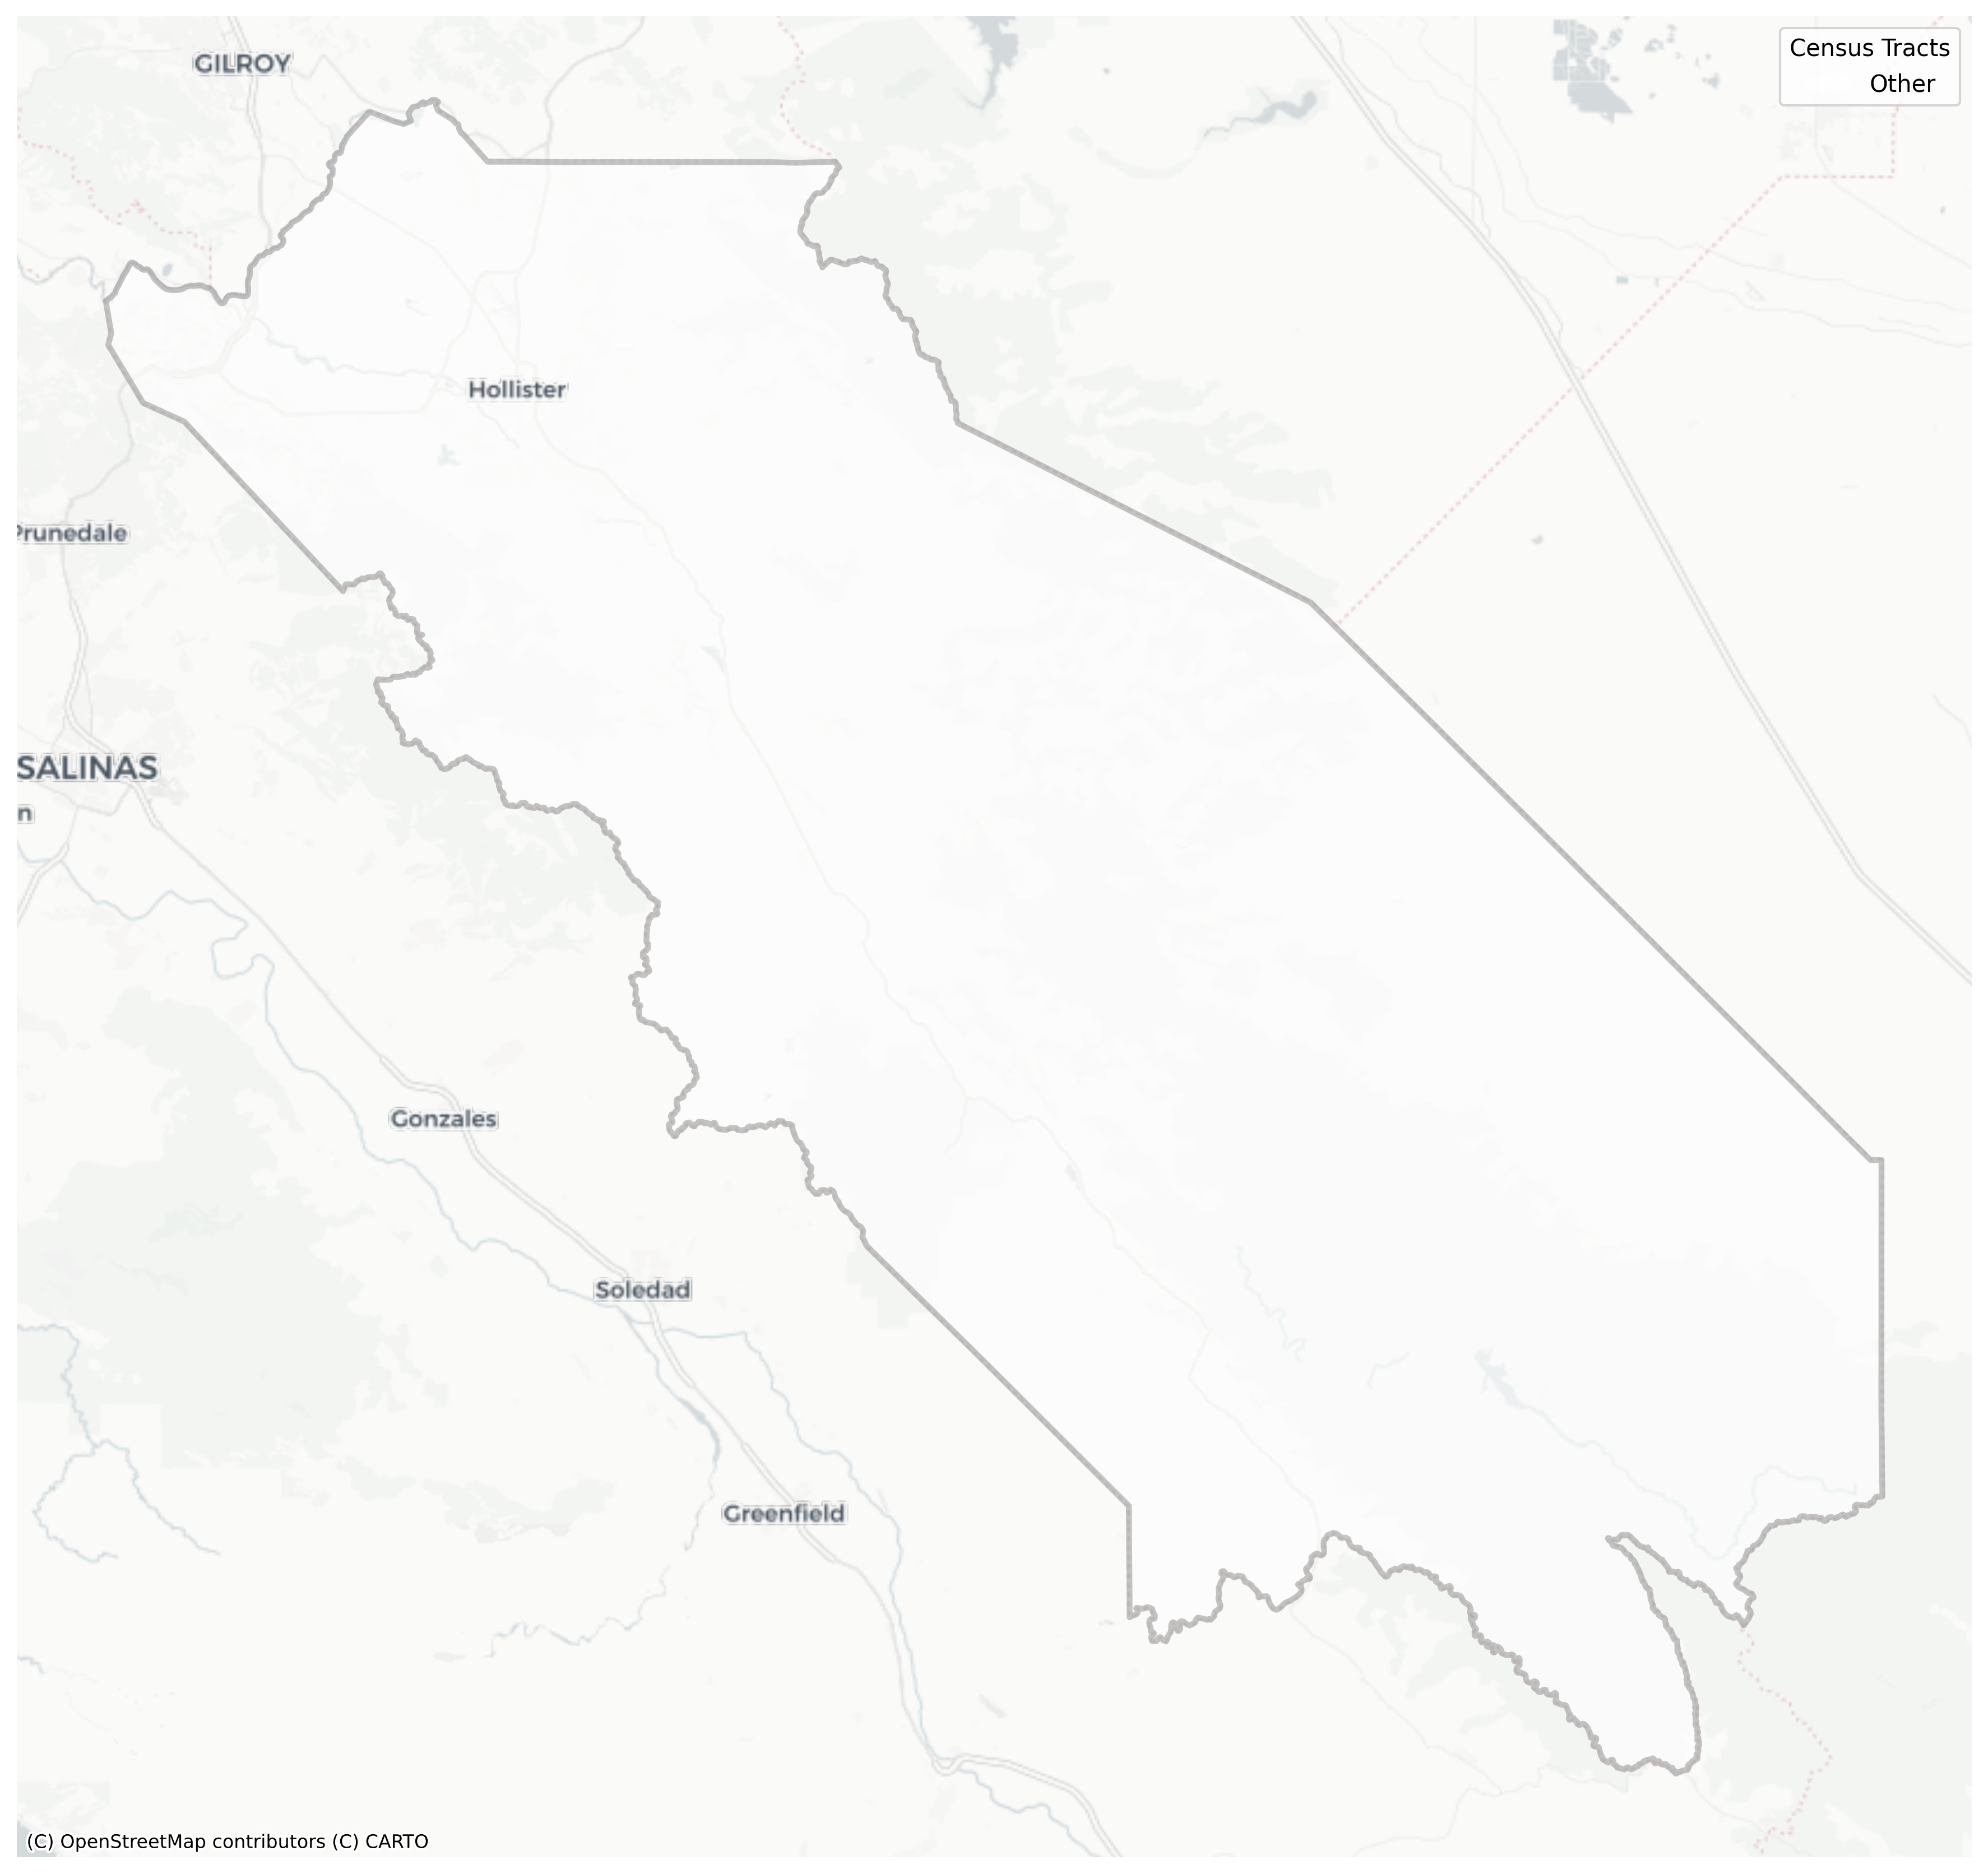 GILROY
Census Tracts
Other
Hollister
Prunedale
SALINAS
n
Gonzales
Soledad
Greenfield
(C) OpenStreetMap contributors (C) CARTO